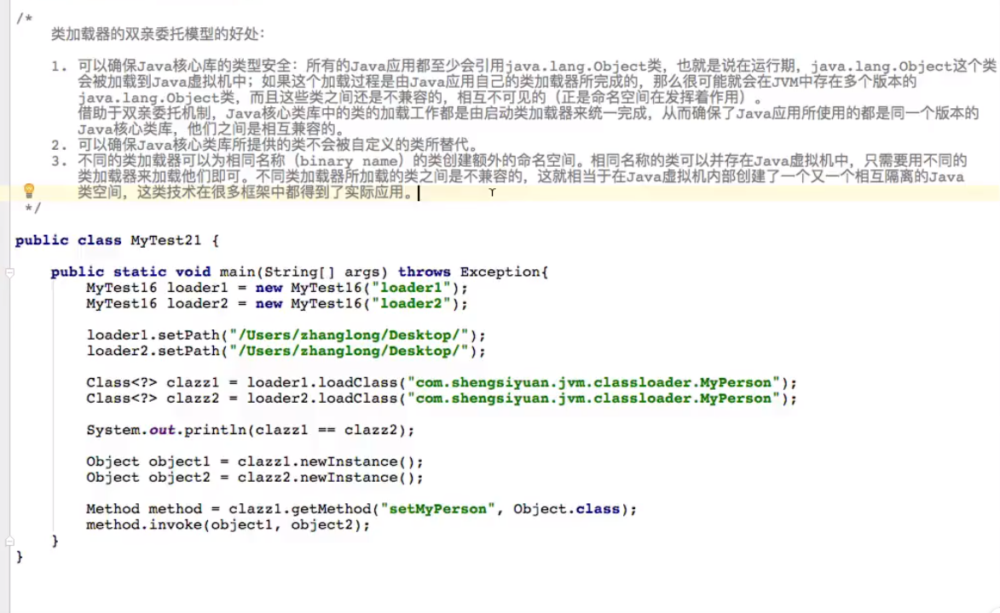 /*
类加载器的双亲委托模型的好处：
1. 可以确保Java核心库的类型安全：所有的Java应用都至少会引用java.lang.Object类，也就是说在运行期，java.lang.Object这个类
会被加载到Java虚拟机中；如果这个加载过程是由Java应用自己的类加载器所完成的，那么很可能就会在JVM中存在多个版本的
java.lang.Object类，而且这些类之间还是不兼容的，相互不可见的（正是命名空间在发挥着作用）。
借助于双亲委托机制，Java核心类库中的类的加载工作都是由启动类加载器来统一完成，从而确保了Java应用所使用的都是同一个版本的
Java核心类库，他们之间是相互兼容的。
2. 可以确保Java核心类库所提供的类不会被自定义的类所替代。
3. 不同的类加载器可以为相同名称（binary name）的类创建额外的命名空间。相同名称的类可以并存在Java虚拟机中，只需要用不同的
类加载器来加载他们即可。不同类加载器所加载的类之间是不兼容的，这就相当于在Java虚拟机内部创建了一个又一个相互隔离的Java
类空间，这类技术在很多框架中都得到了实际应用。
*/
public class MyTest21 {
public static void main(String[] args) throws Exception{
MyTest16 loader1 = new MyTest16("loader1");
MyTest16 loader2 = new MyTest16("loader2");
loader1.setPath("/Users/zhanglong/Desktop/");
loader2.setPath("/Users/zhanglong/Desktop/");
Class<?> clazz1 = loader1.loadClass("com.shengsiyuan.jvm.classloader.MyPerson");
Class<?> clazz2 = loader2.loadClass("com.shengsiyuan.jvm.classloader.MyPerson");
System.out.println(clazz1 == clazz2);
Object object1 = clazz1.newInstance();
Object object2 = clazz2.newInstance();
Method method = clazz1.getMethod("setMyPerson", Object.class);
method.invoke(object1, object2);
}
}